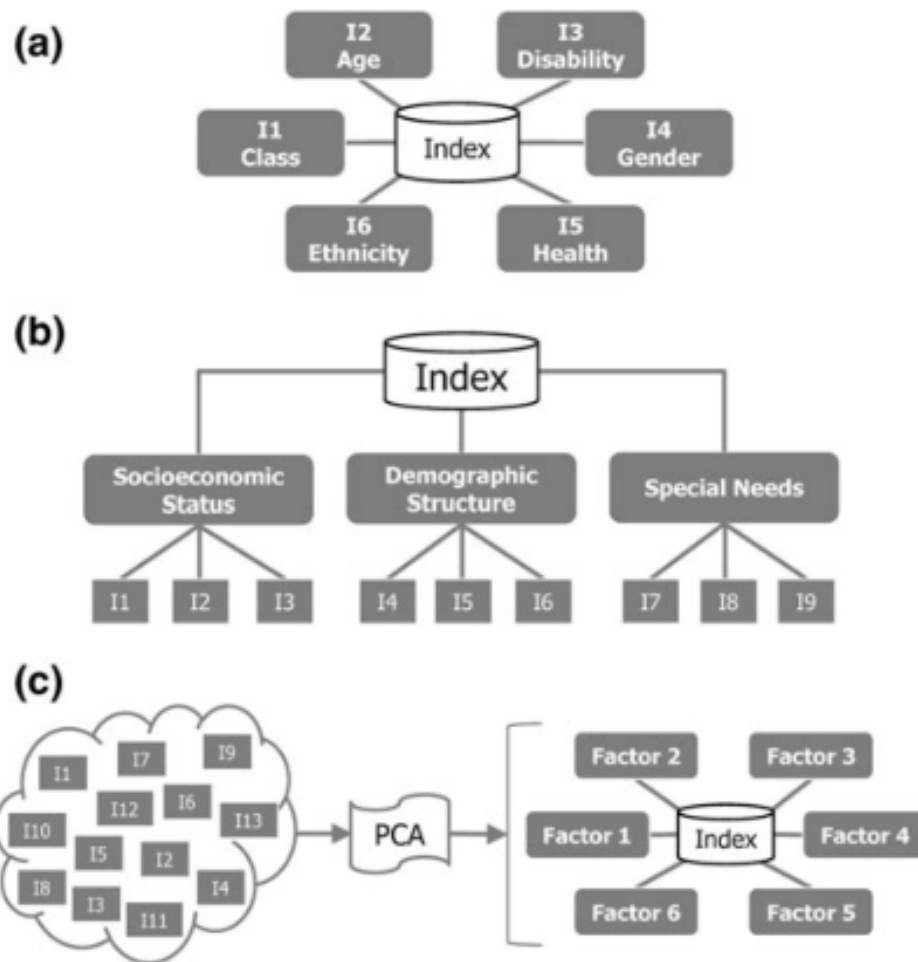 (a)
I2
Age
I3
Disability
I1
Class
Index
I4
Gender
I6
Ethnicity
I5
Health
(b)
Index
Socioeconomic
Status
Demographic
Structure
Special Needs
I1
I2
I3
I4
I5
I6
I7
I8
I9
(c)
I1
I7
I9
I12
I6
I10
I13
I5
I2
I8
I3
I11
I4
PCA
Factor 2
Factor 3
Factor 1
Index
Factor 4
Factor 6
Factor 5